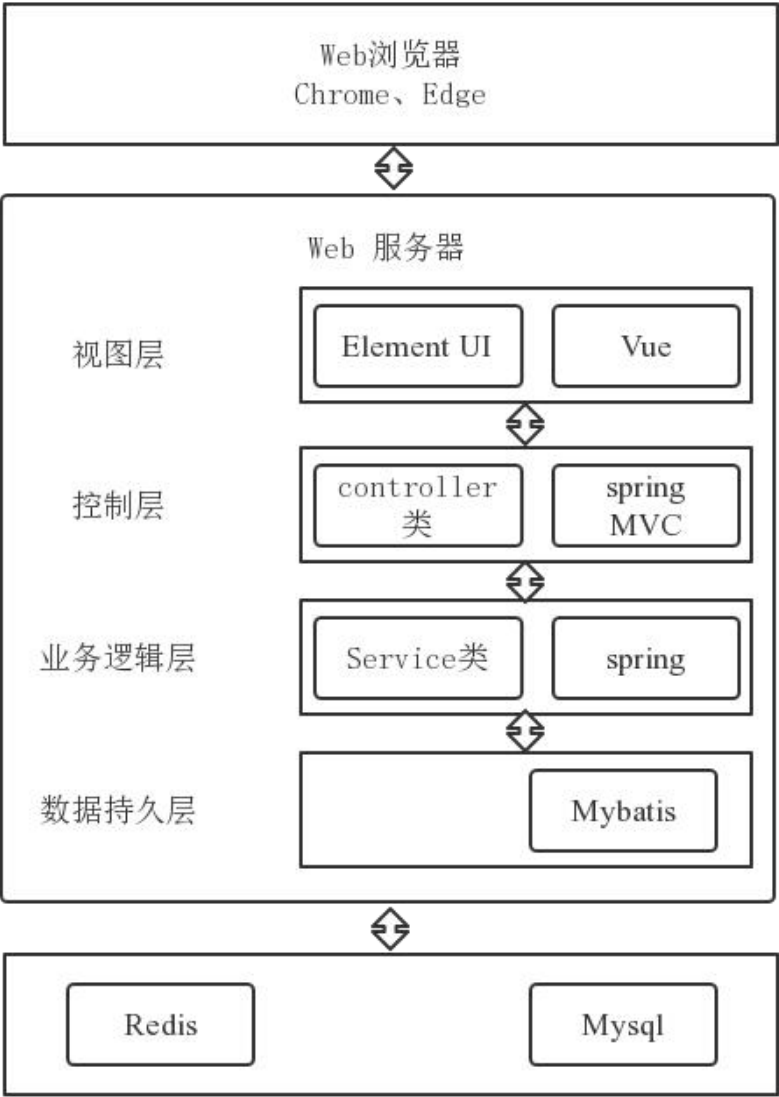 Web浏览器
Chrome、Edge
Web 服务器
视图层
Element UI
Vue
控制层
controller
类
spring
MVC
业务逻辑层
Service类
spring
数据持久层
Mybatis
Redis
Mysql